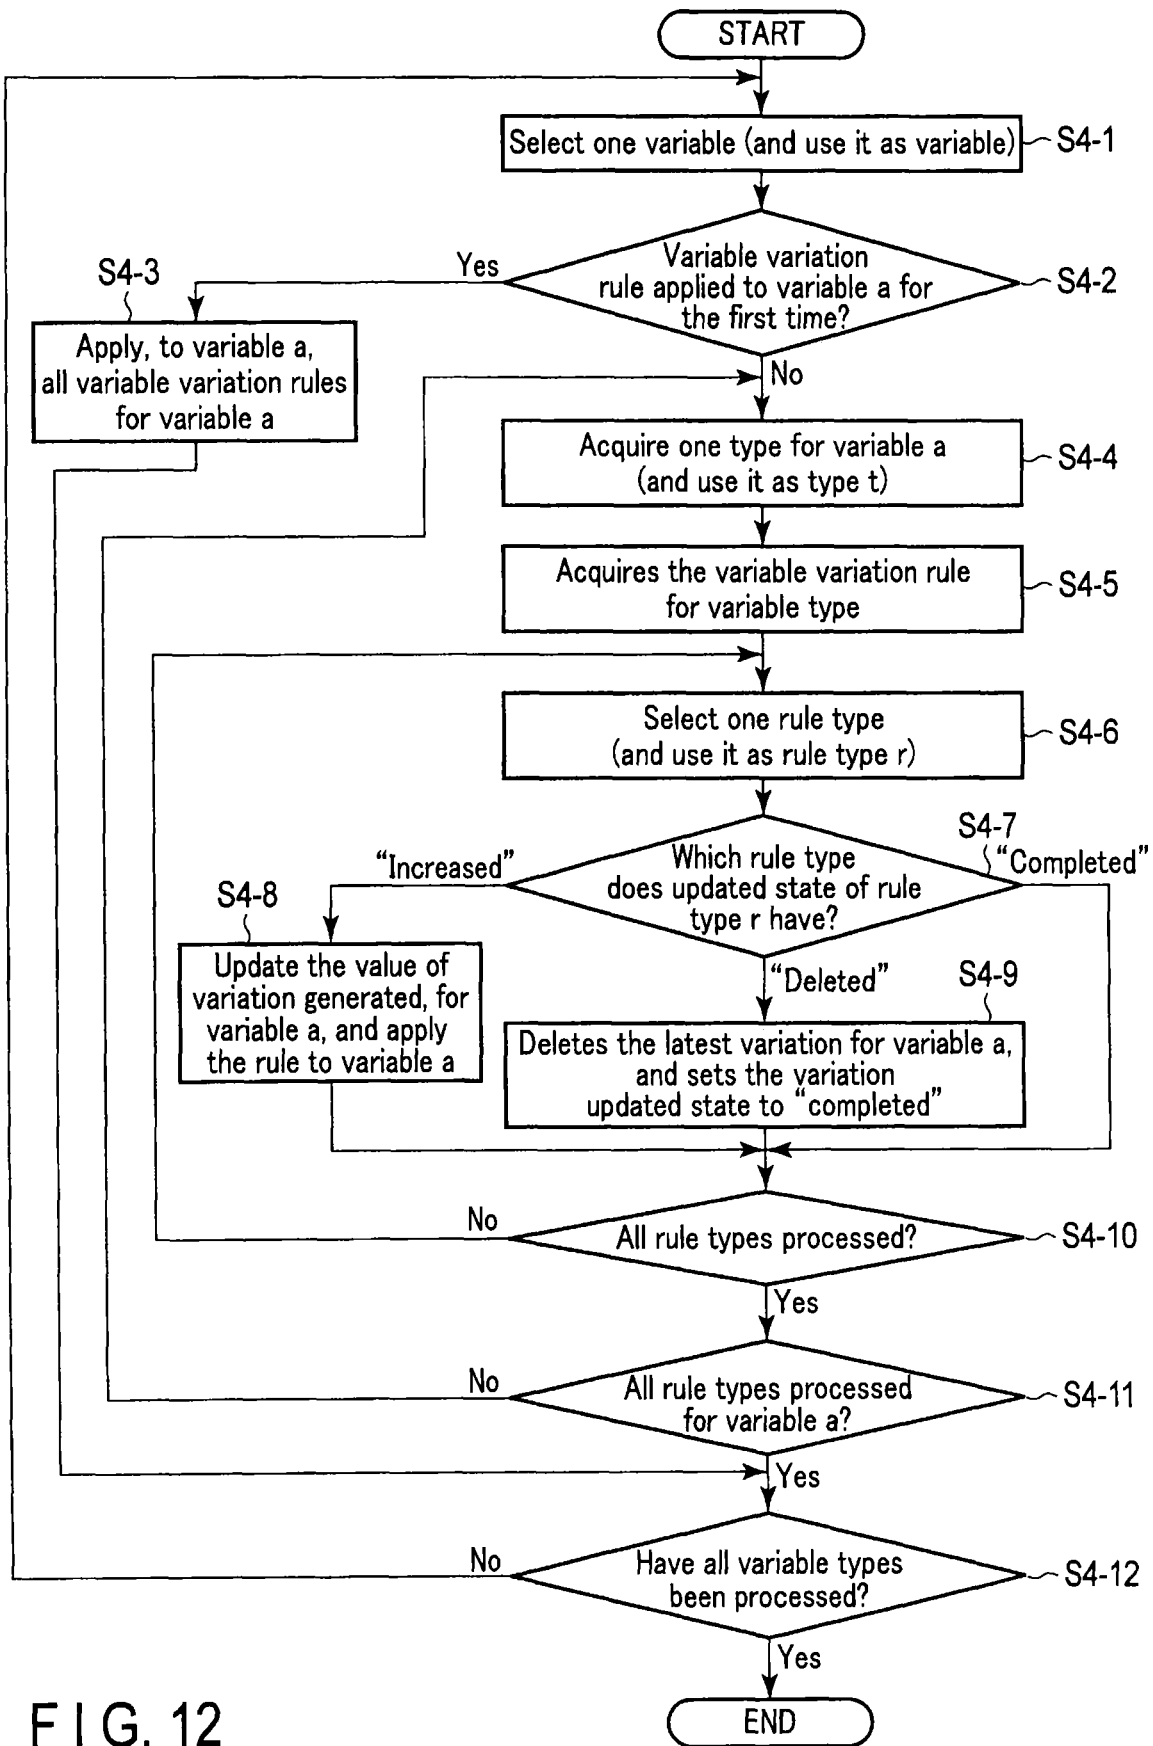 START
Select one variable (and use it as variable)
S4-1
Variable variation
rule applied to variable a for
the first time?
S4-2
Yes
S4-3
Apply, to variable a,
all variable variation rules
for variable a
No
Acquire one type for variable a
(and use it as type t)
S4-4
Acquires the variable variation rule
for variable type
S4-5
Select one rule type
(and use it as rule type r)
S4-6
S4-7
Which rule type
does updated state of rule
type r have?
“Increased”
“Completed”
S4-8
Update the value of
variation generated, for
variable a, and apply
the rule to variable a
“Deleted”
S4-9
Deletes the latest variation for variable a,
and sets the variation
updated state to “completed”
No
All rule types processed?
S4-10
Yes
No
All rule types processed
for variable a?
S4-11
Yes
No
Have all variable types
been processed?
S4-12
Yes
END
FIG. 12